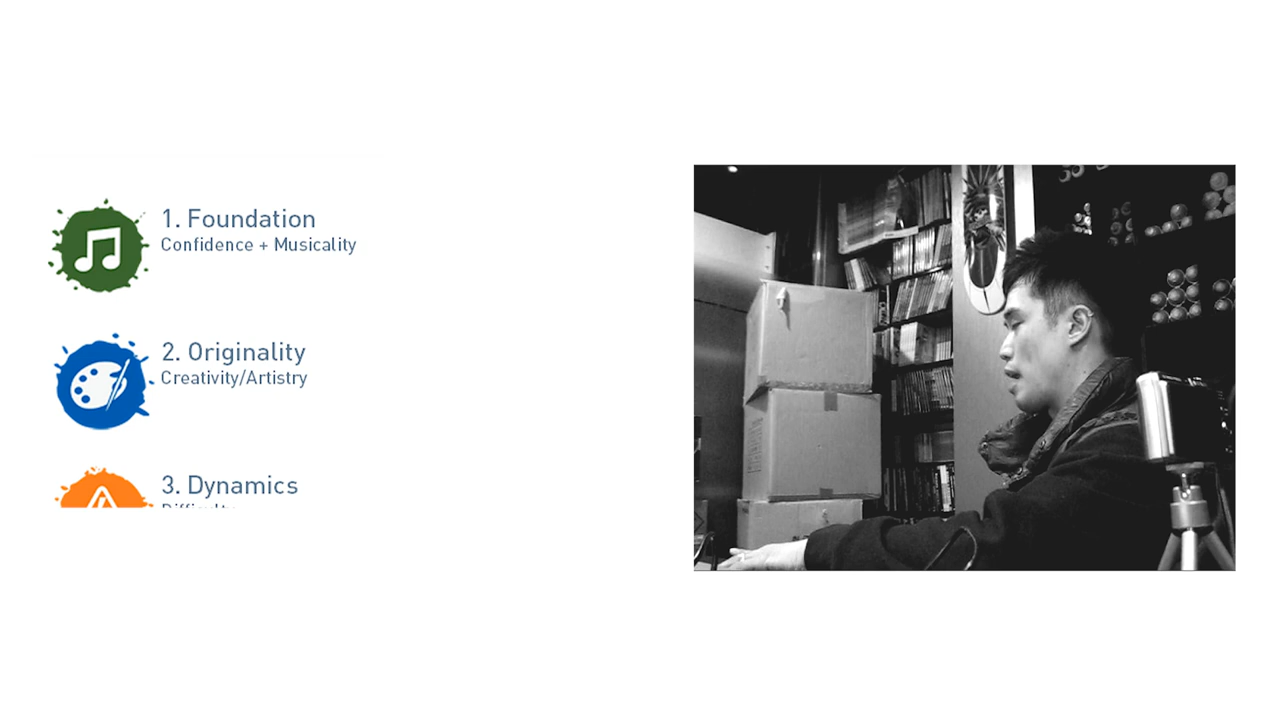 1. Foundation
Confidence + Musicality
2. Originality
Creativity/Artistry
3. Dynamics